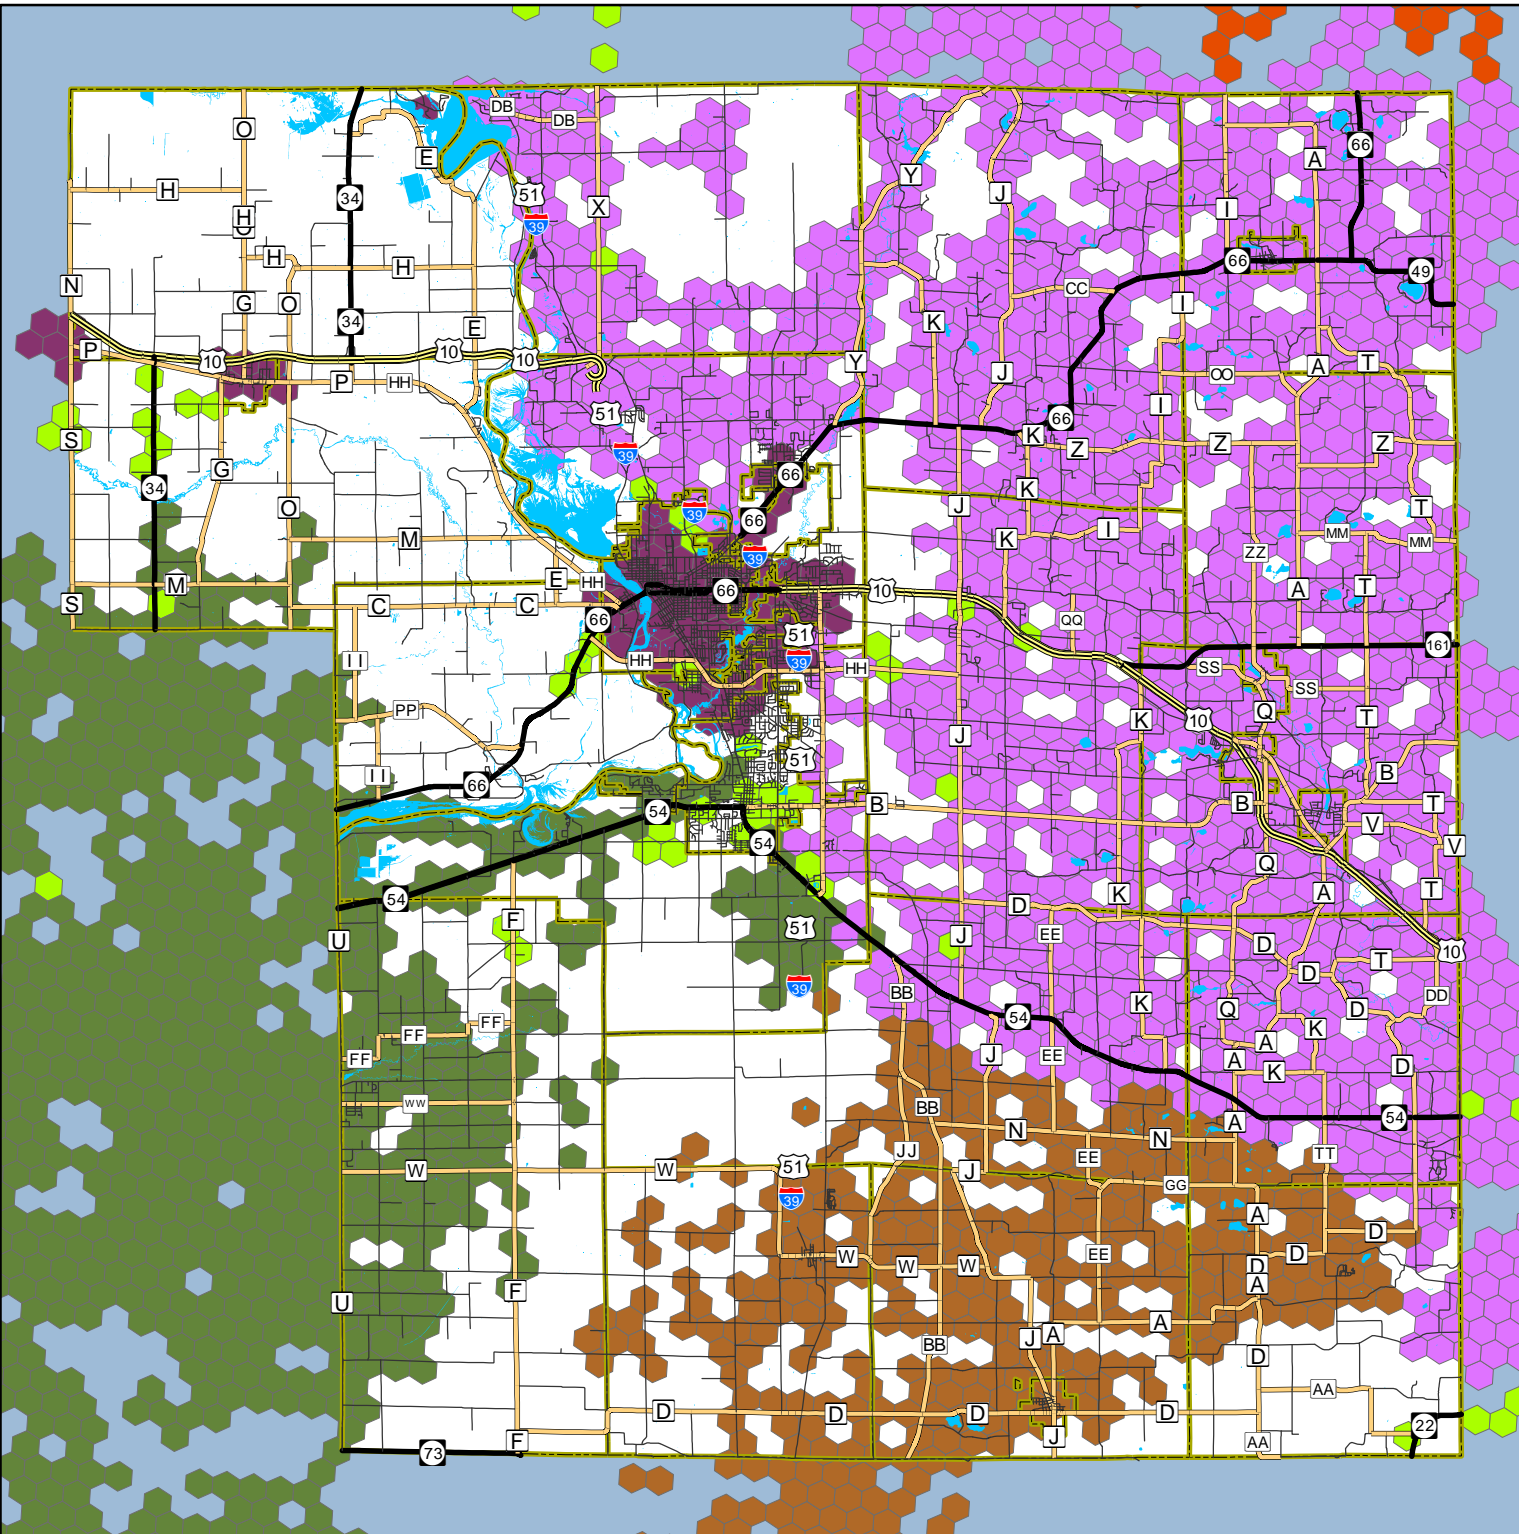 DB
O
DB
66
A
E
Y
H
34
51
J
X
I
H
O
39
H
H
66
49
N
CC
G
O
I
34
K
E
P
10
10
10
Y
A
T
P
HH
J
OO
51
I
66
S
K
Z
Z
Z
39
G
66
34
K
O
J
T
39
66
M
K
I
MM
MM
ZZ
39
M
E
HH
A
T
S
C
C
66
66
10
QQ
51
161
II
HH
39
HH
SS
SS
PP
Q
T
K
10
J
51
B
II
66
54
B
B
T
V
54
V
Q
54
K
A
T
D
F
51
EE
U
J
D
10
T
D
39
BB
DD
K
Q
D
FF
54
K
FF
A
J
EE
FF
A
K
D
WW
BB
54
A
N
N
JJ
EE
TT
W
W
51
J
GG
39
A
D
W
EE
D
W
W
D
A
F
U
A
J
A
BB
D
AA
D
D
D
D
22
J
F
AA
73